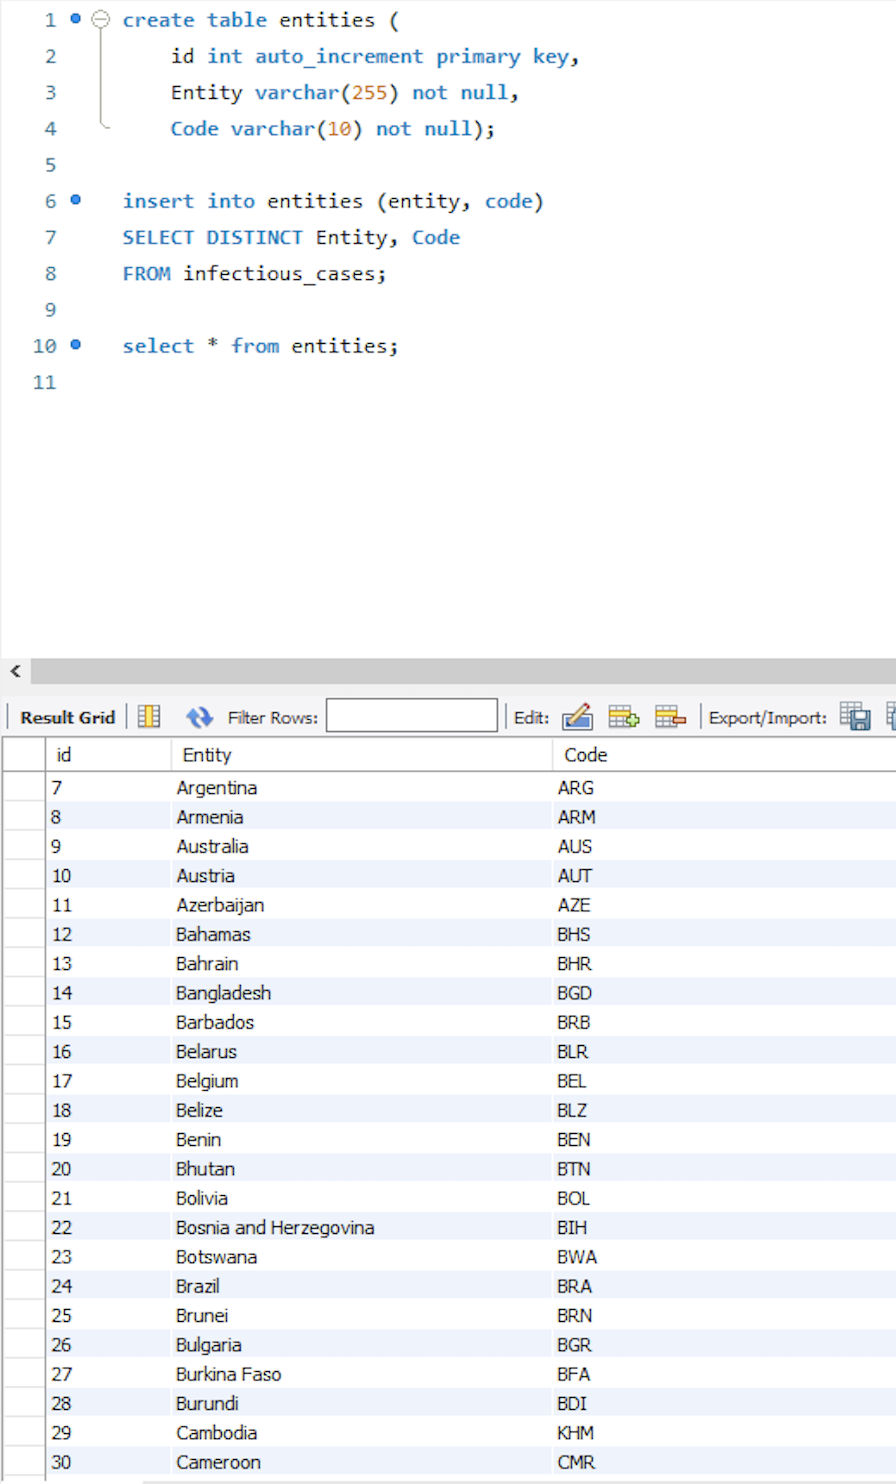 1 create table entities (
2 id int auto_increment primary key,
3 Entity varchar(255) not null,
4 Code varchar(10) not null);
5
6 insert into entities (entity, code)
7 SELECT DISTINCT Entity, Code
8 FROM infectious_cases;
9
10 select * from entities;
11
Result Grid Filter Rows: Edit: Export/Import:
id Entity Code
7 Argentina ARG
8 Armenia ARM
9 Australia AUS
10 Austria AUT
11 Azerbaijan AZE
12 Bahamas BHS
13 Bahrain BHR
14 Bangladesh BGD
15 Barbados BRB
16 Belarus BLR
17 Belgium BEL
18 Belize BLZ
19 Benin BEN
20 Bhutan BTN
21 Bolivia BOL
22 Bosnia and Herzegovina BIH
23 Botswana BWA
24 Brazil BRA
25 Brunei BRN
26 Bulgaria BGR
27 Burkina Faso BFA
28 Burundi BDI
29 Cambodia KHM
30 Cameroon CMR